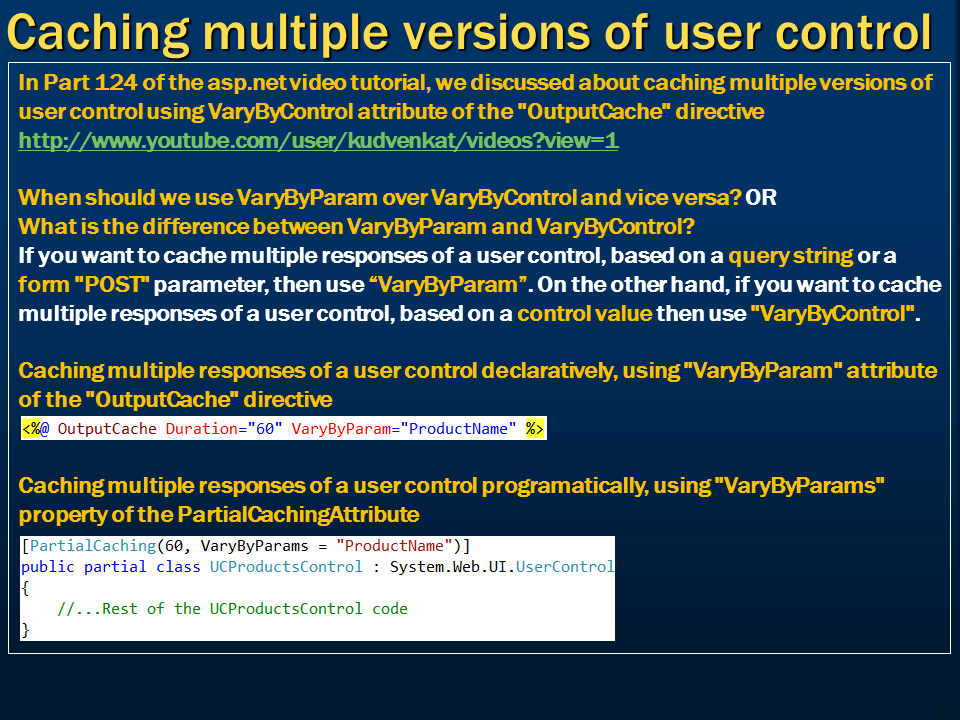 Caching multiple versions of user control
In Part 124 of the asp.net video tutorial, we discussed about caching multiple versions of
user control using VaryByControl attribute of the "OutputCache" directive
http://www.youtube.com/user/kudvenkat/videos?view=1
When should we use VaryByParam over VaryByControl and vice versa? OR
What is the difference between VaryByParam and VaryByControl?
If you want to cache multiple responses of a user control, based on a query string or a
form "POST" parameter, then use “VaryByParam”. On the other hand, if you want to cache
multiple responses of a user control, based on a control value then use "VaryByControl".
Caching multiple responses of a user control declaratively, using "VaryByParam" attribute
of the "OutputCache" directive
<%@ OutputCache Duration="60" VaryByParam="ProductName" %>
Caching multiple responses of a user control programatically, using "VaryByParams"
property of the PartialCachingAttribute
[PartialCaching(60, VaryByParams = "ProductName")]
public partial class UCProductsControl : System.Web.UI.UserControl
{
//...Rest of the UCProductsControl code
}